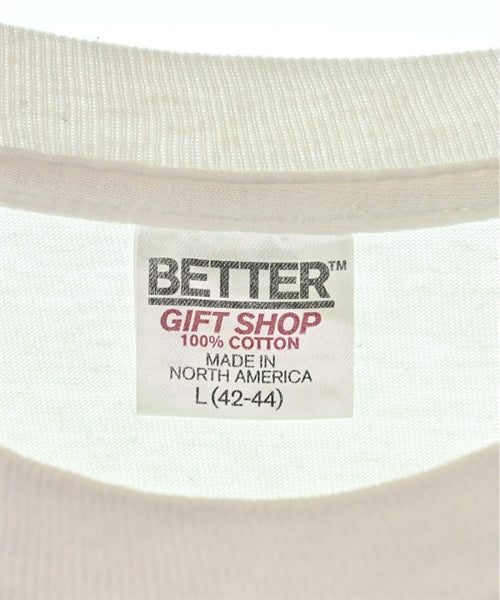 BETTER™
GIFT SHOP
100% COTTON
MADE IN
NORTH AMERICA
L (42-44)